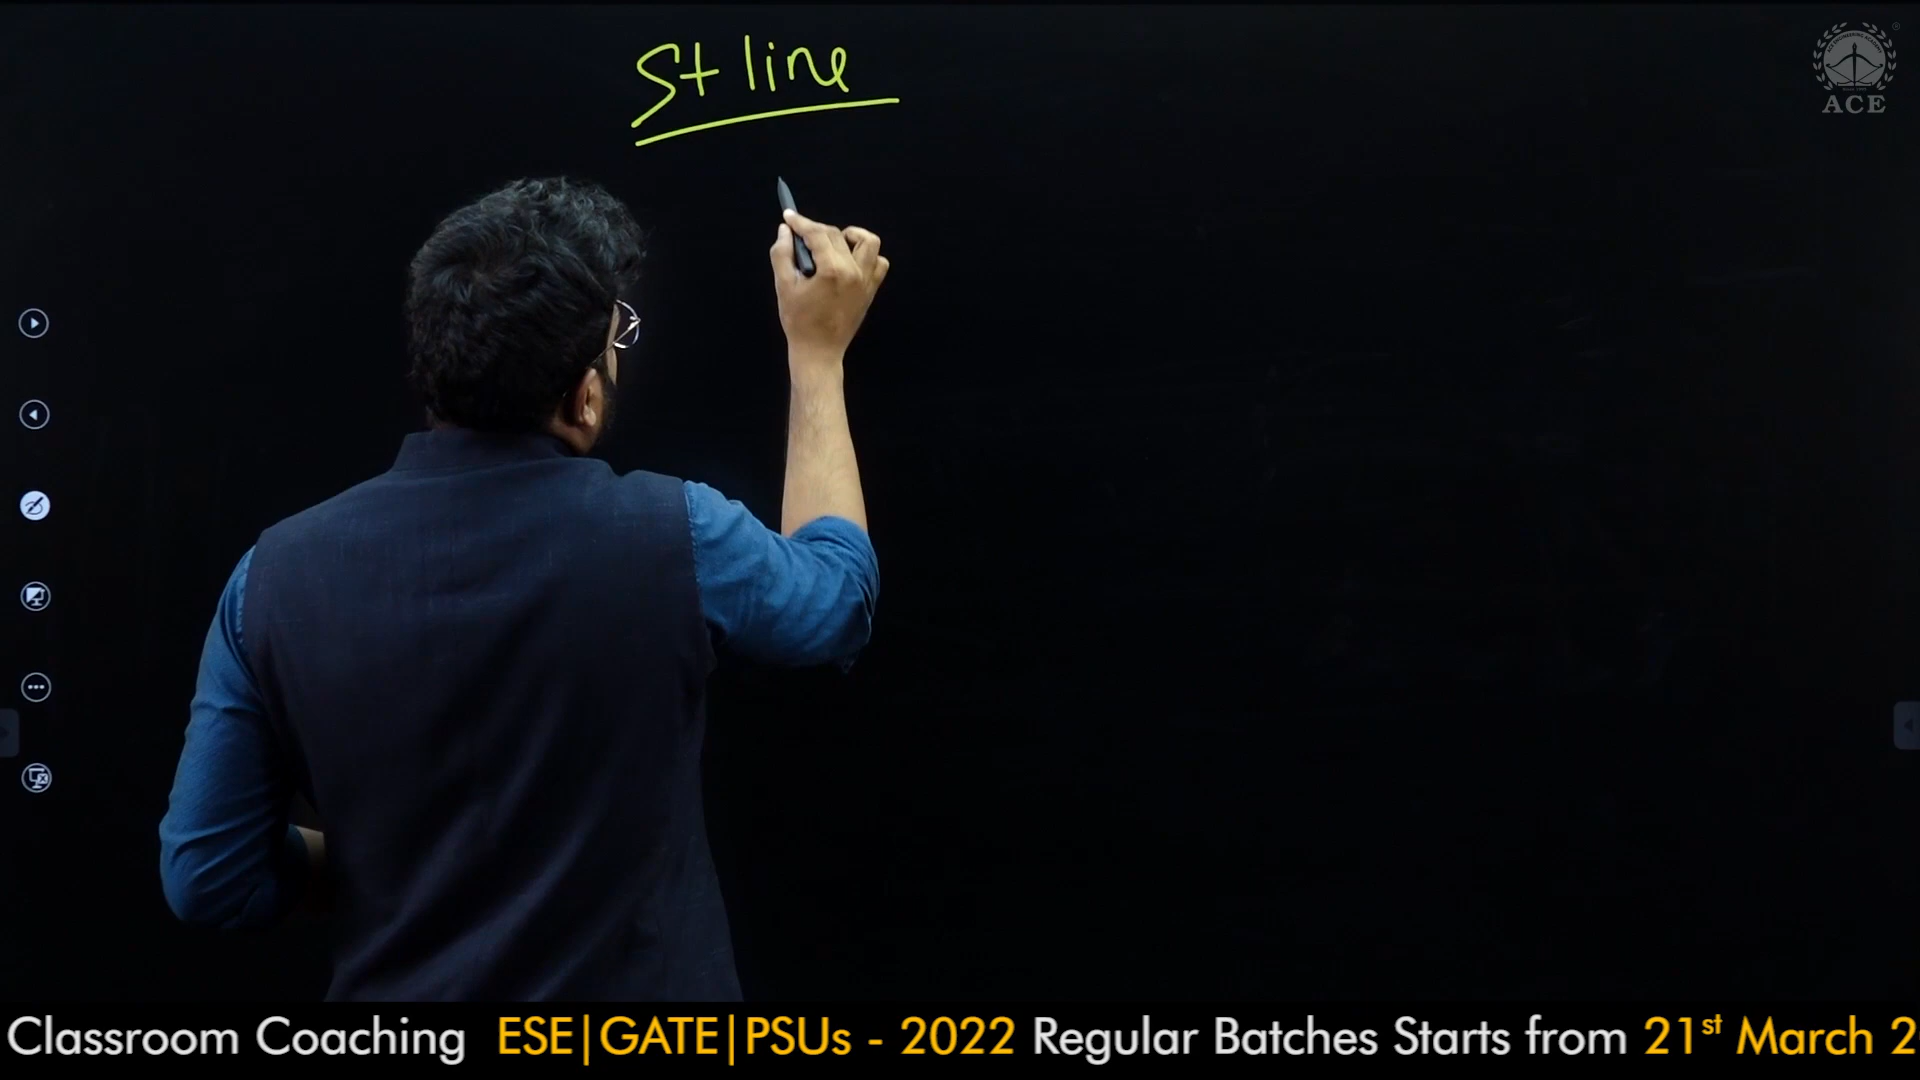 St line
ACE
Classroom Coaching ESE|GATE|PSUs - 2022 Regular Batches Starts from 21st March 2